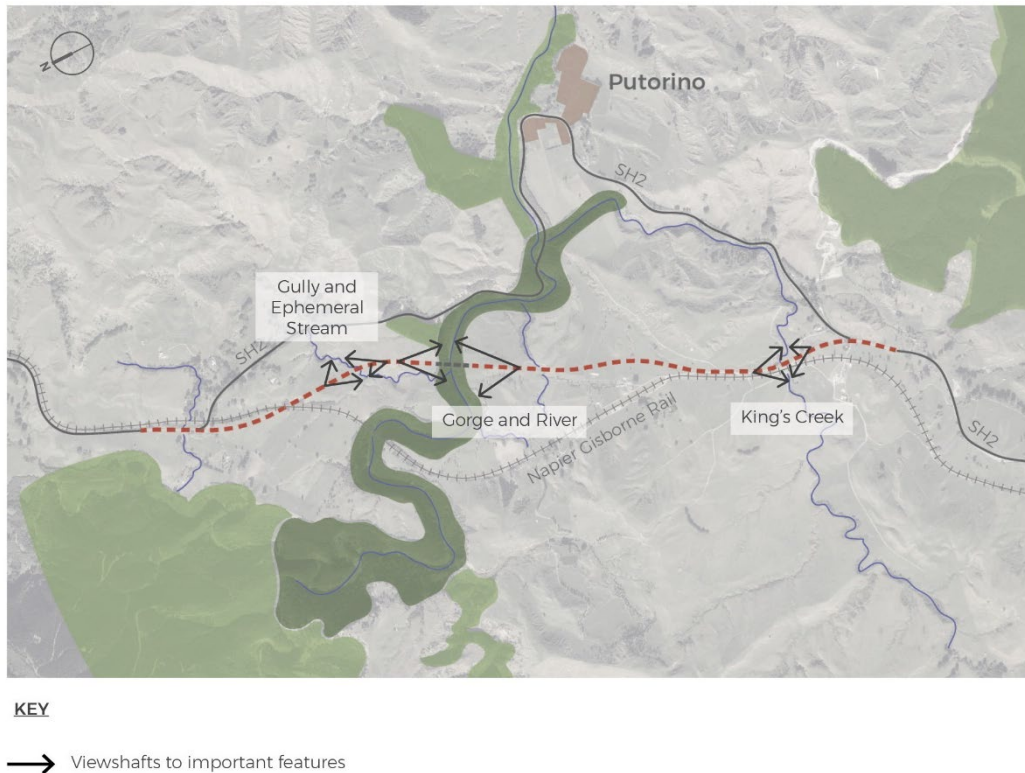 N
Putorino
SH2
Gully and
Ephemeral
Stream
SH2
Gorge and River
King's Creek
Napier Gisborne Rail
SH2
KEY
Viewshafts to important features